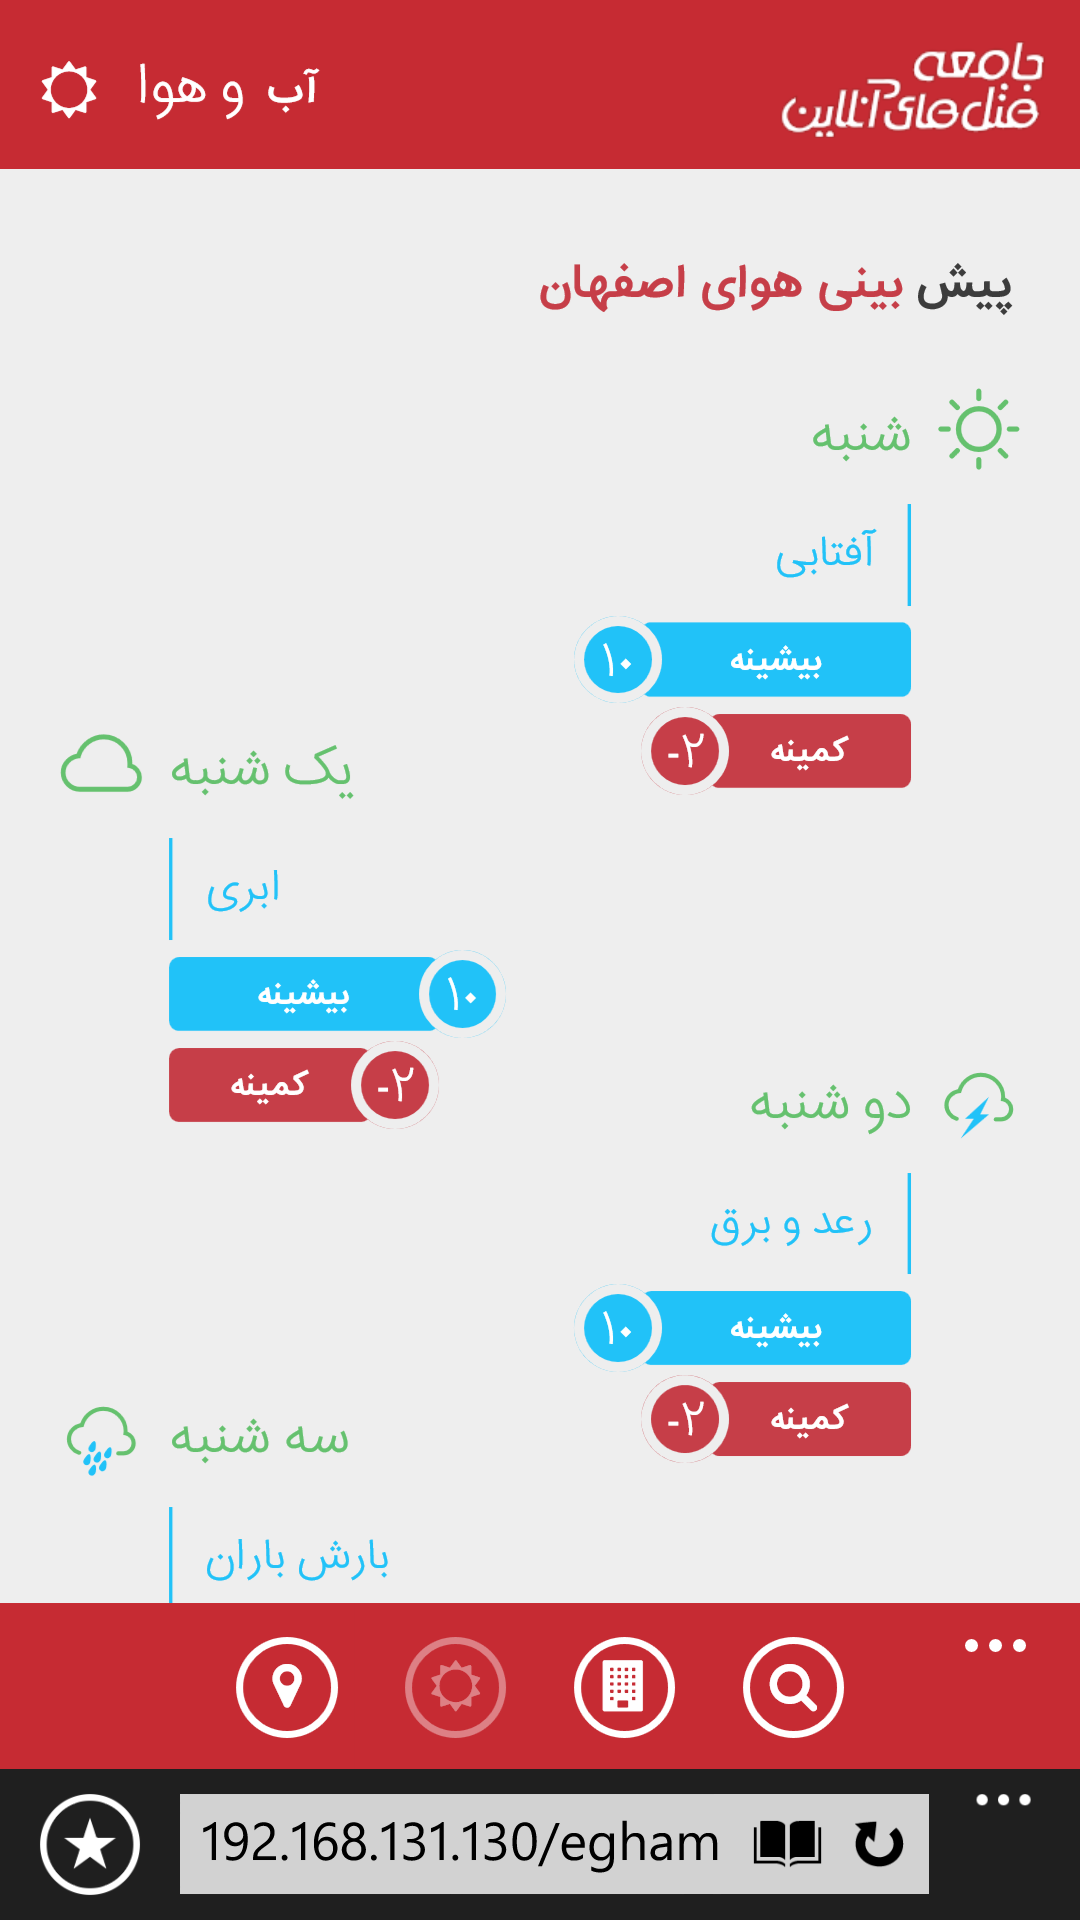 جامعه
هتل های آنلاین
آب و هوا
پیش بینی هوای اصفهان
شنبه
آفتابی
بیشینه ۱۰
کمینه ۲-
یک شنبه
ابری
بیشینه ۱۰
کمینه ۲-
دو شنبه
رعد و برق
بیشینه ۱۰
کمینه ۲-
سه شنبه
بارش باران
192.168.131.130/egham